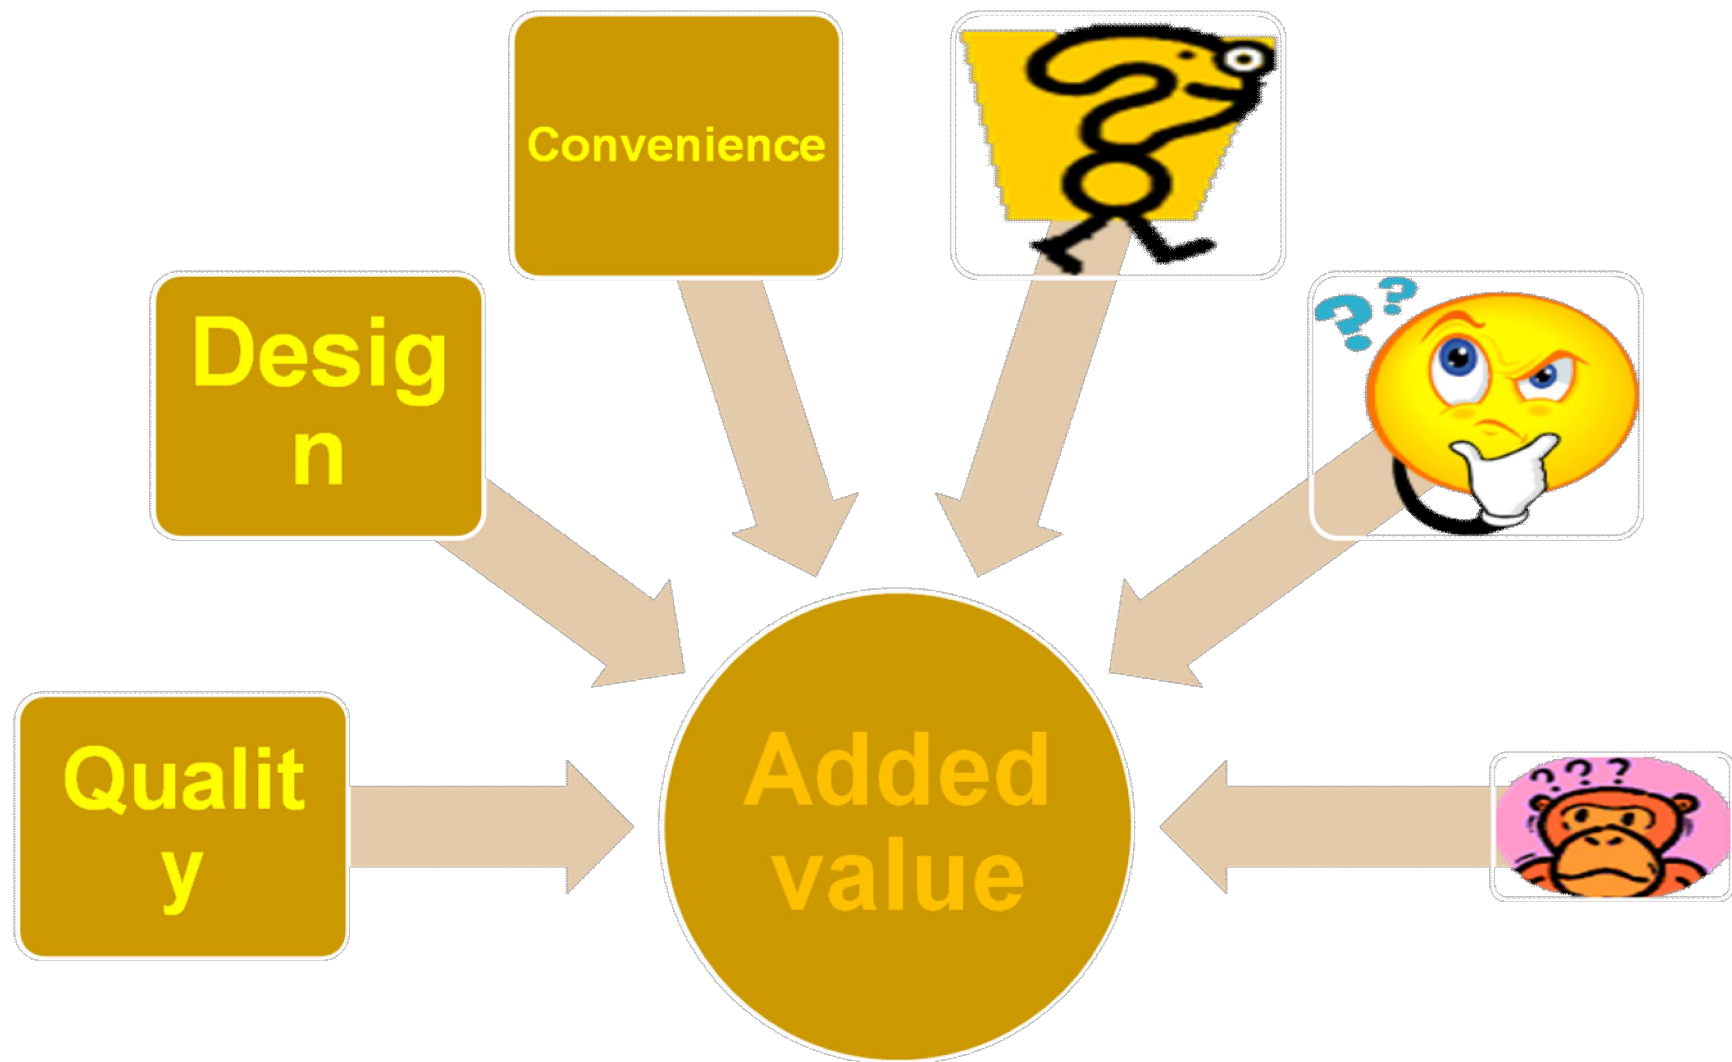 Convenience
Desig
n
? ?
Qualit
y
Added
value
? ? ?